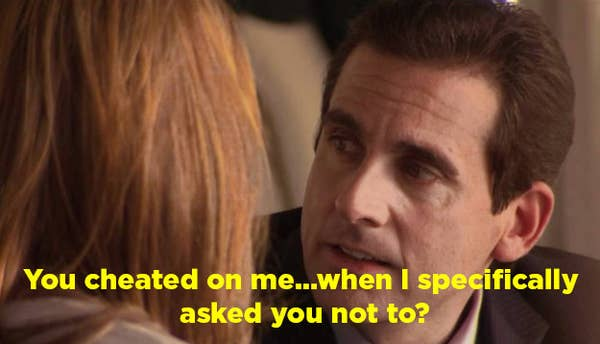 You cheated on me...when I specifically
asked you not to?